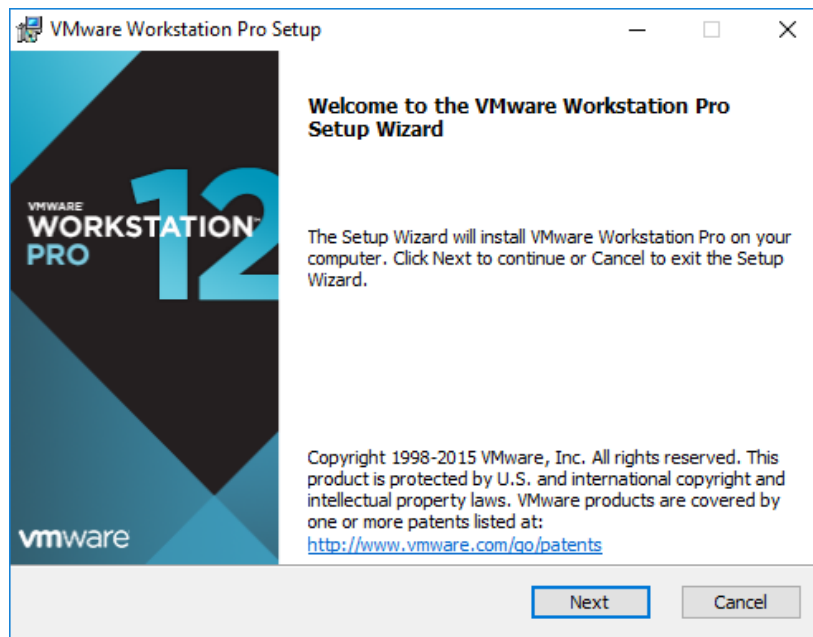 VMware Workstation Pro Setup
Welcome to the VMware Workstation Pro
Setup Wizard
VMWARE
WORKSTATION™
PRO
12
The Setup Wizard will install VMware Workstation Pro on your
computer. Click Next to continue or Cancel to exit the Setup
Wizard.
Copyright 1998-2015 VMware, Inc. All rights reserved. This
product is protected by U.S. and international copyright and
intellectual property laws. VMware products are covered by
one or more patents listed at:
http://www.vmware.com/go/patents
vmware
Next
Cancel